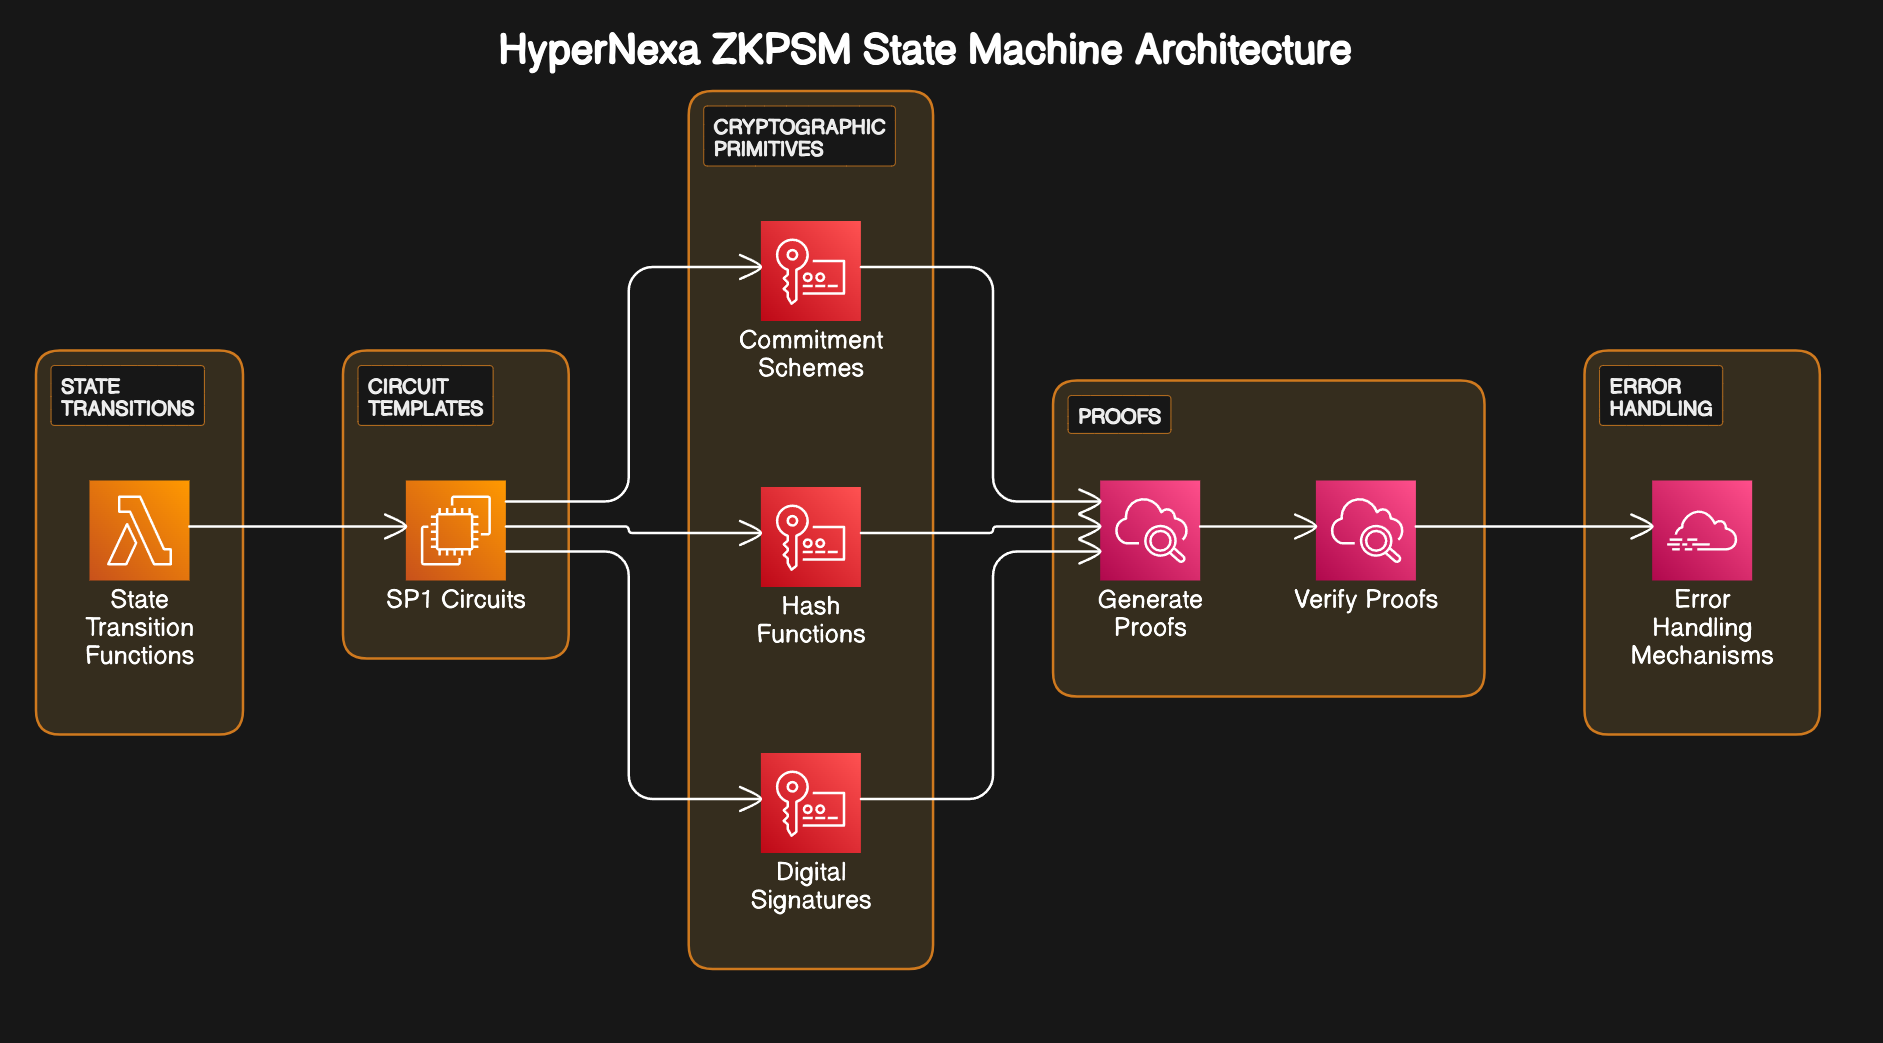 HyperNexa ZKPSM State Machine Architecture
STATE
TRANSITIONS
State
Transition
Functions
CIRCUIT
TEMPLATES
SP1 Circuits
CRYPTOGRAPHIC
PRIMITIVES
Commitment
Schemes
Hash
Functions
Digital
Signatures
PROOFS
Generate
Proofs
Verify Proofs
ERROR
HANDLING
Error
Handling
Mechanisms